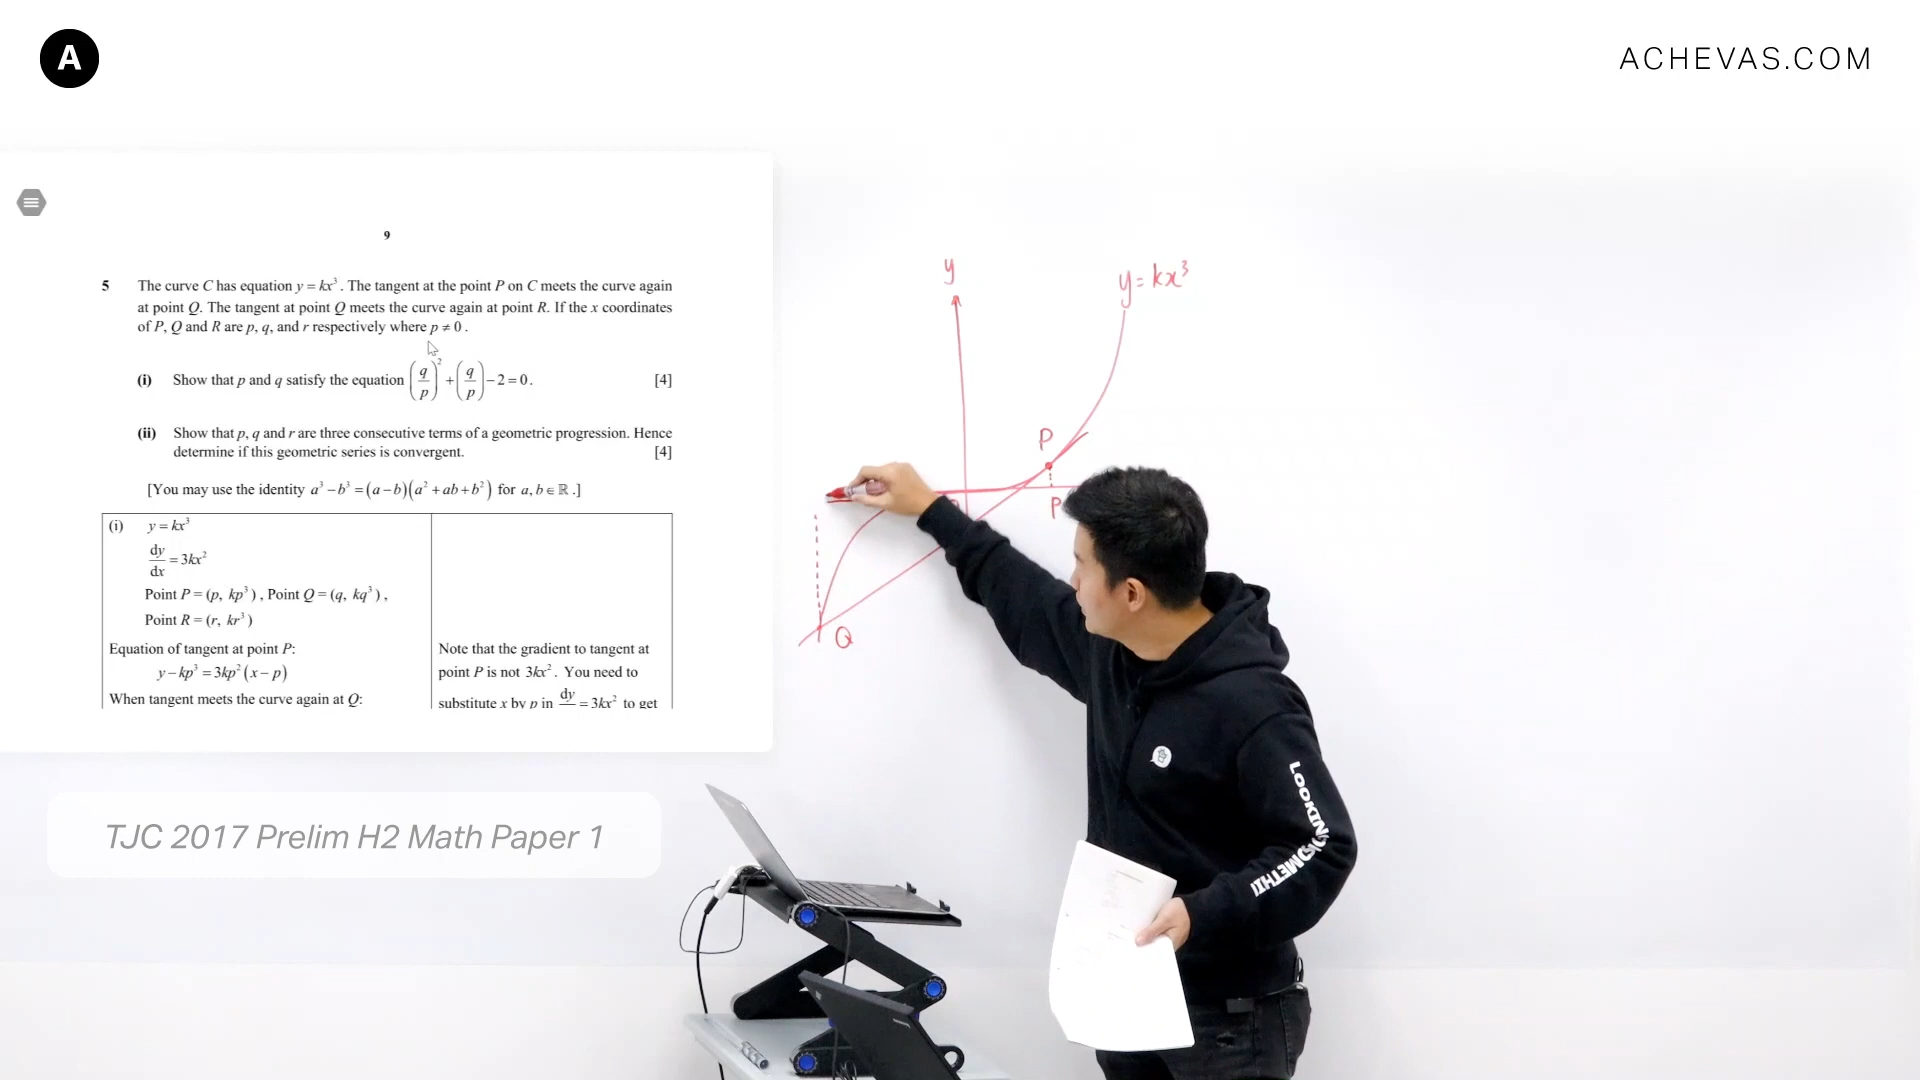 A
ACHEVAS.COM
9
5 The curve C has equation y = kx³. The tangent at the point P on C meets the curve again
at point Q. The tangent at point Q meets the curve again at point R. If the x coordinates
of P, Q and R are p, q, and r respectively where p ≠ 0.
(i) Show that p and q satisfy the equation (q/p)² + (q/p) − 2 = 0. [4]
(ii) Show that p, q and r are three consecutive terms of a geometric progression. Hence
determine if this geometric series is convergent. [4]
[You may use the identity a³ − b³ = (a − b)(a² + ab + b²) for a, b ∈ ℝ.]
(i) y = kx³
dy/dx = 3kx²
Point P = (p, kp³), Point Q = (q, kq³),
Point R = (r, kr³)
Equation of tangent at point P:
y − kp³ = 3kp²(x − p)
When tangent meets the curve again at Q:
Note that the gradient to tangent at
point P is not 3kx². You need to
substitute x by p in dy/ = 3kx² to get
TJC 2017 Prelim H2 Math Paper 1
y
y = kx³
P
P
Q